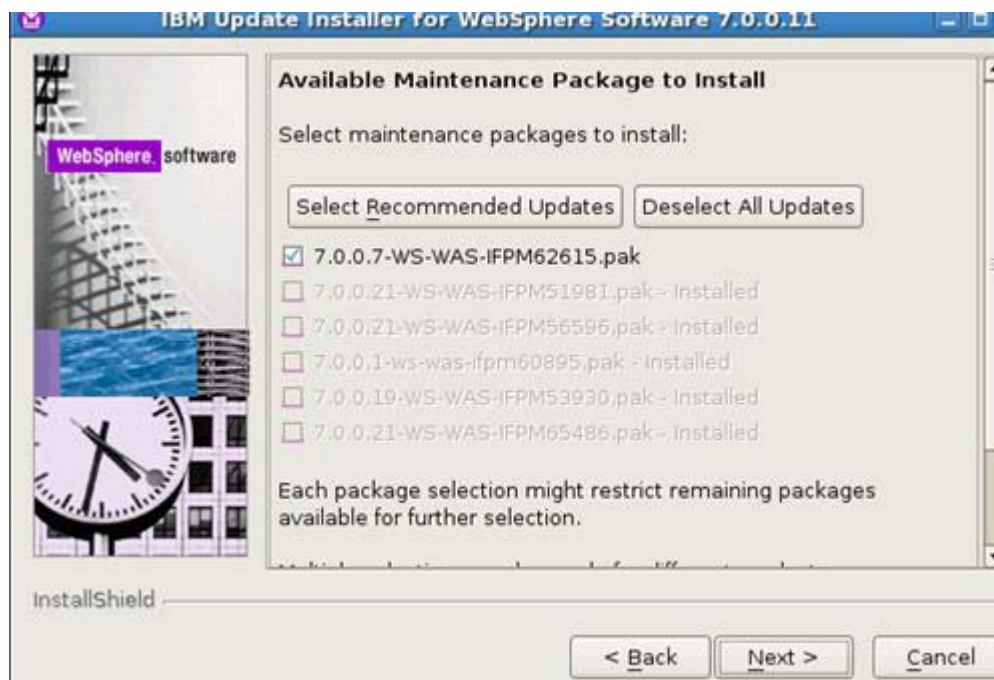 IBM Update Installer for WebSphere Software 7.0.0.11
WebSphere. software
Available Maintenance Package to Install
Select maintenance packages to install:
Select Recommended Updates
Deselect All Updates
7.0.0.7-WS-WAS-IFPM62615.pak
7.0.0.21-WS-WAS-IFPM51981.pak - Installed
7.0.0.21-WS-WAS-IFPM56596.pak - Installed
7.0.0.1-ws-was-ifpm60895.pak - Installed
7.0.0.19-WS-WAS-IFPM53930.pak - Installed
7.0.0.21-WS-WAS-IFPM65486.pak - Installed
Each package selection might restrict remaining packages
available for further selection.
InstallShield
< Back
Next >
Cancel